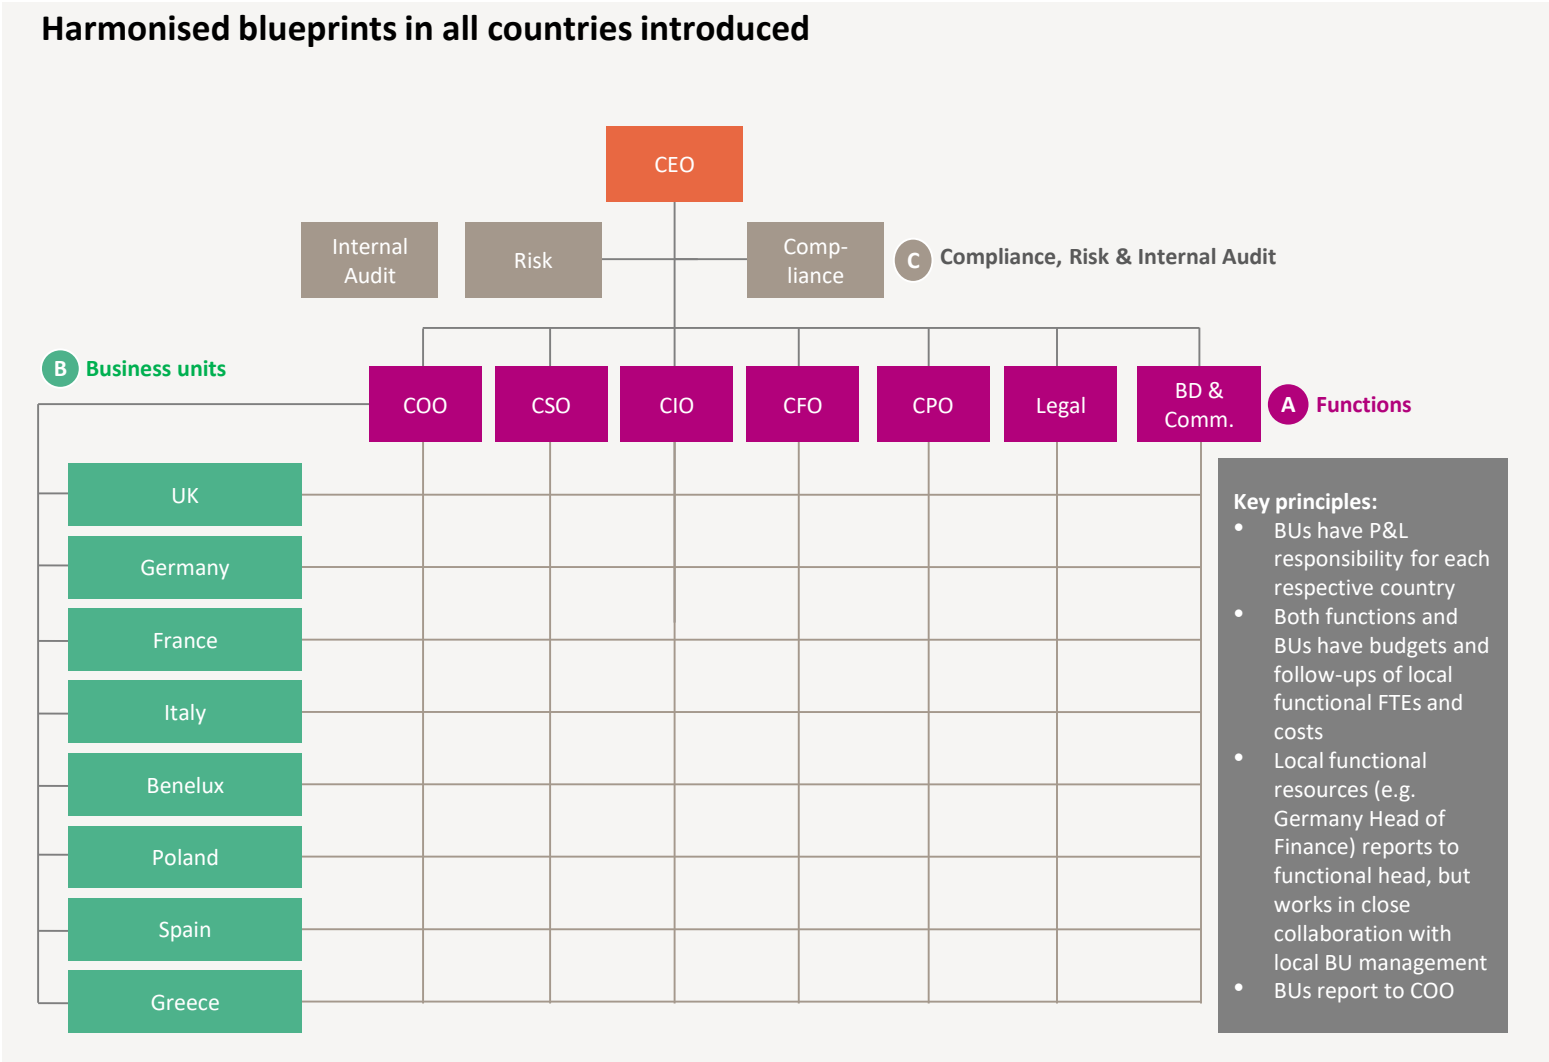 Harmonised blueprints in all countries introduced
CEO
Internal
Audit
Risk
Comp-
liance
C
Compliance, Risk & Internal Audit
B
Business units
COO
CSO
CIO
CFO
CPO
Legal
BD &
Comm.
A
Functions
UK
Germany
France
Italy
Benelux
Poland
Spain
Greece
Key principles:
• BUs have P&L
responsibility for each
respective country
• Both functions and
BUs have budgets and
follow-ups of local
functional FTEs and
costs
• Local functional
resources (e.g.
Germany Head of
Finance) reports to
functional head, but
works in close
collaboration with
local BU management
• BUs report to COO